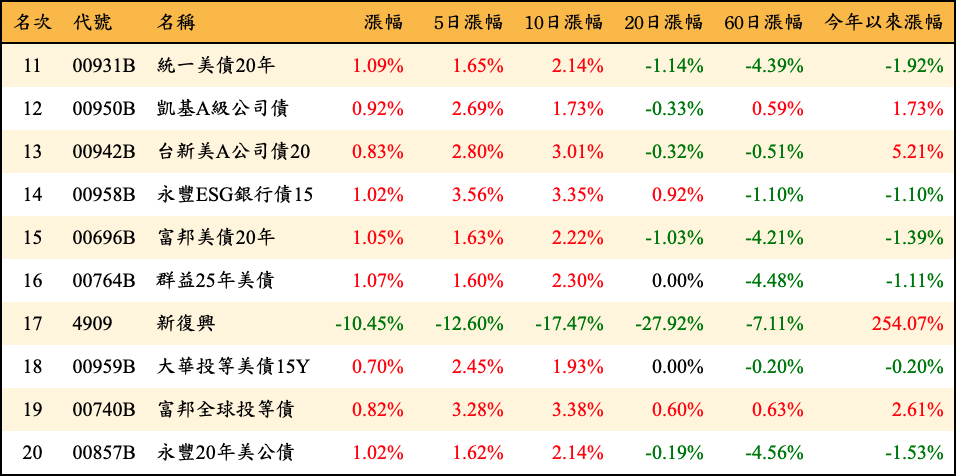 名次 代號 名稱 漲幅 5日漲幅 10日漲幅 20日漲幅 60日漲幅 今年以來漲幅
11 00931B 統一美債20年 1.09% 1.65% 2.14% -1.14% -4.39% -1.92%
12 00950B 凱基A級公司債 0.92% 2.69% 1.73% -0.33% 0.59% 1.73%
13 00942B 台新美A公司債20 0.83% 2.80% 3.01% -0.32% -0.51% 5.21%
14 00958B 永豐ESG銀行債15 1.02% 3.56% 3.35% 0.92% -1.10% -1.10%
15 00696B 富邦美債20年 1.05% 1.63% 2.22% -1.03% -4.21% -1.39%
16 00764B 群益25年美債 1.07% 1.60% 2.30% 0.00% -4.48% -1.11%
17 4909 新復興 -10.45% -12.60% -17.47% -27.92% -7.11% 254.07%
18 00959B 大華投等美債15Y 0.70% 2.45% 1.93% 0.00% -0.20% -0.20%
19 00740B 富邦全球投等債 0.82% 3.28% 3.38% 0.60% 0.63% 2.61%
20 00857B 永豐20年美公債 1.02% 1.62% 2.14% -0.19% -4.56% -1.53%